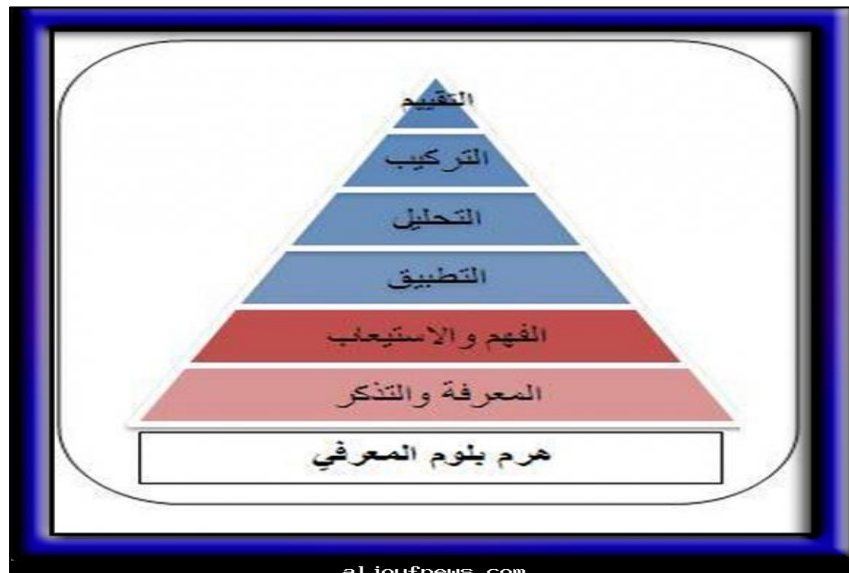 التقييم
التركيب
التحليل
التطبيق
الفهم والاستيعاب
المعرفة والتذكر
هرم بلوم المعرفي
aljoufnews.com